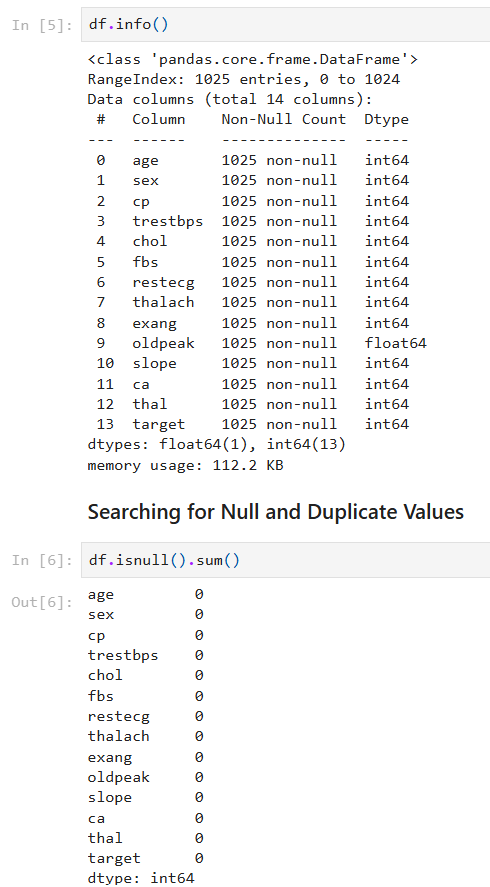 In [5]: df.info()
<class 'pandas.core.frame.DataFrame'>
RangeIndex: 1025 entries, 0 to 1024
Data columns (total 14 columns):
 #   Column    Non-Null Count  Dtype
---  ------    --------------  -----
 0   age       1025 non-null   int64
 1   sex       1025 non-null   int64
 2   cp        1025 non-null   int64
 3   trestbps  1025 non-null   int64
 4   chol      1025 non-null   int64
 5   fbs       1025 non-null   int64
 6   restecg   1025 non-null   int64
 7   thalach   1025 non-null   int64
 8   exang     1025 non-null   int64
 9   oldpeak   1025 non-null   float64
 10  slope     1025 non-null   int64
 11  ca        1025 non-null   int64
 12  thal      1025 non-null   int64
 13  target    1025 non-null   int64
dtypes: float64(1), int64(13)
memory usage: 112.2 KB
Searching for Null and Duplicate Values
In [6]: df.isnull().sum()
Out[6]: age         0
sex         0
cp          0
trestbps    0
chol        0
fbs         0
restecg     0
thalach     0
exang       0
oldpeak     0
slope       0
ca          0
thal        0
target      0
dtype: int64